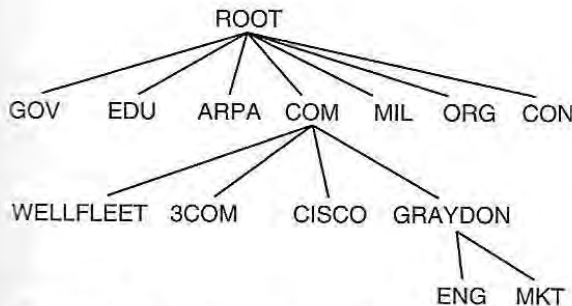 ROOT
GOV EDU ARPA COM MIL ORG CON
WELLFLEET 3COM CISCO GRAYDON
ENG MKT